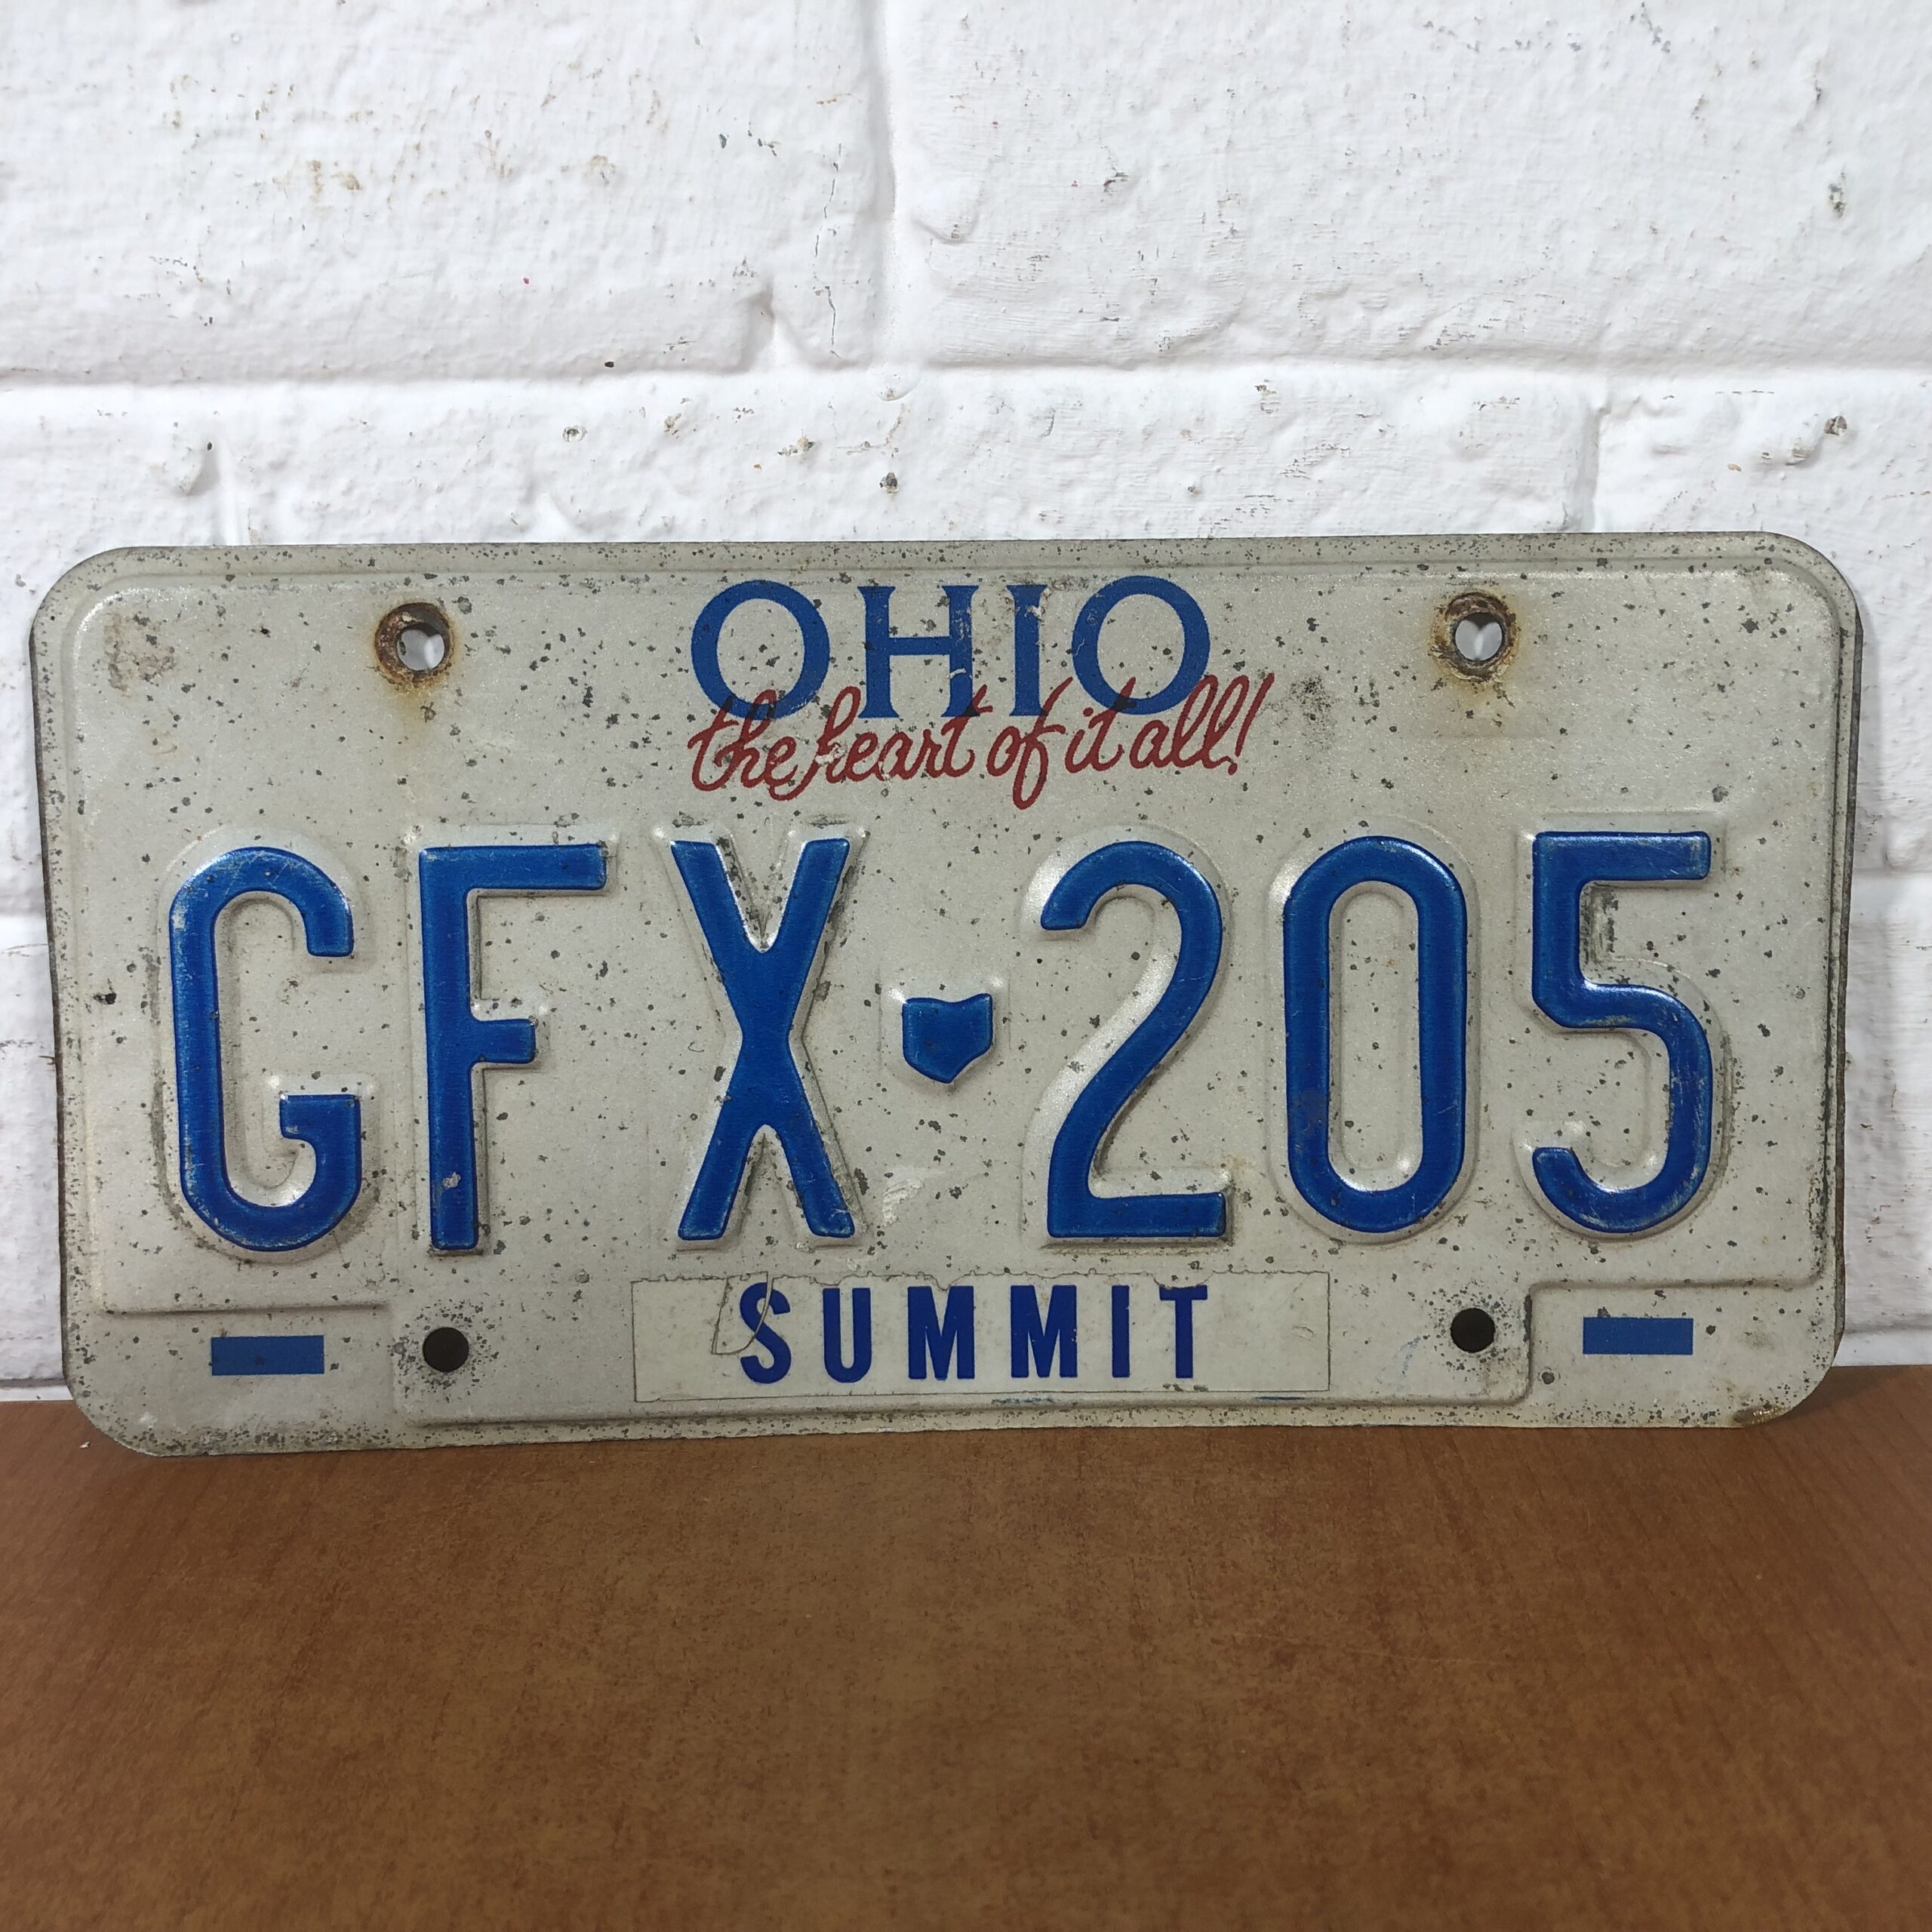 OHIO
the heart of it all!
GFX 205
SUMMIT